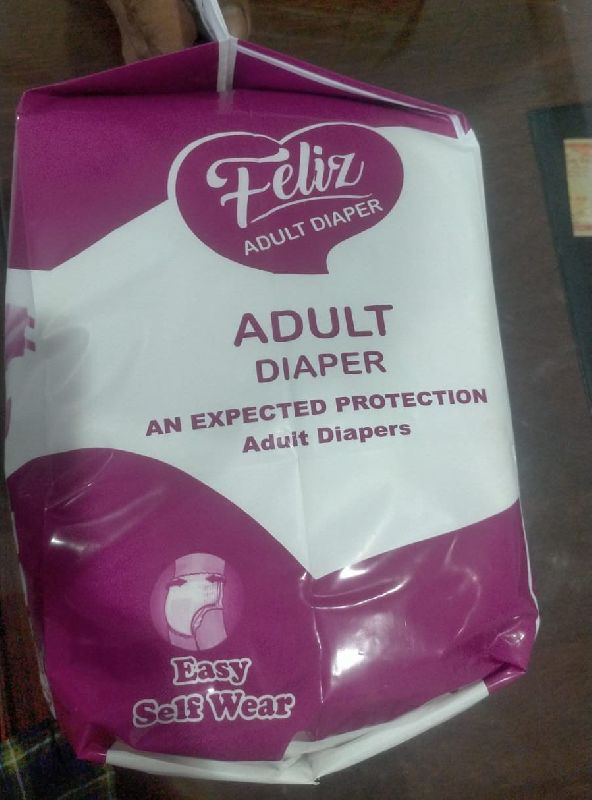 Feliz
ADULT DIAPER
ADULT
DIAPER
AN EXPECTED PROTECTION
Adult Diapers
Easy
Self Wear